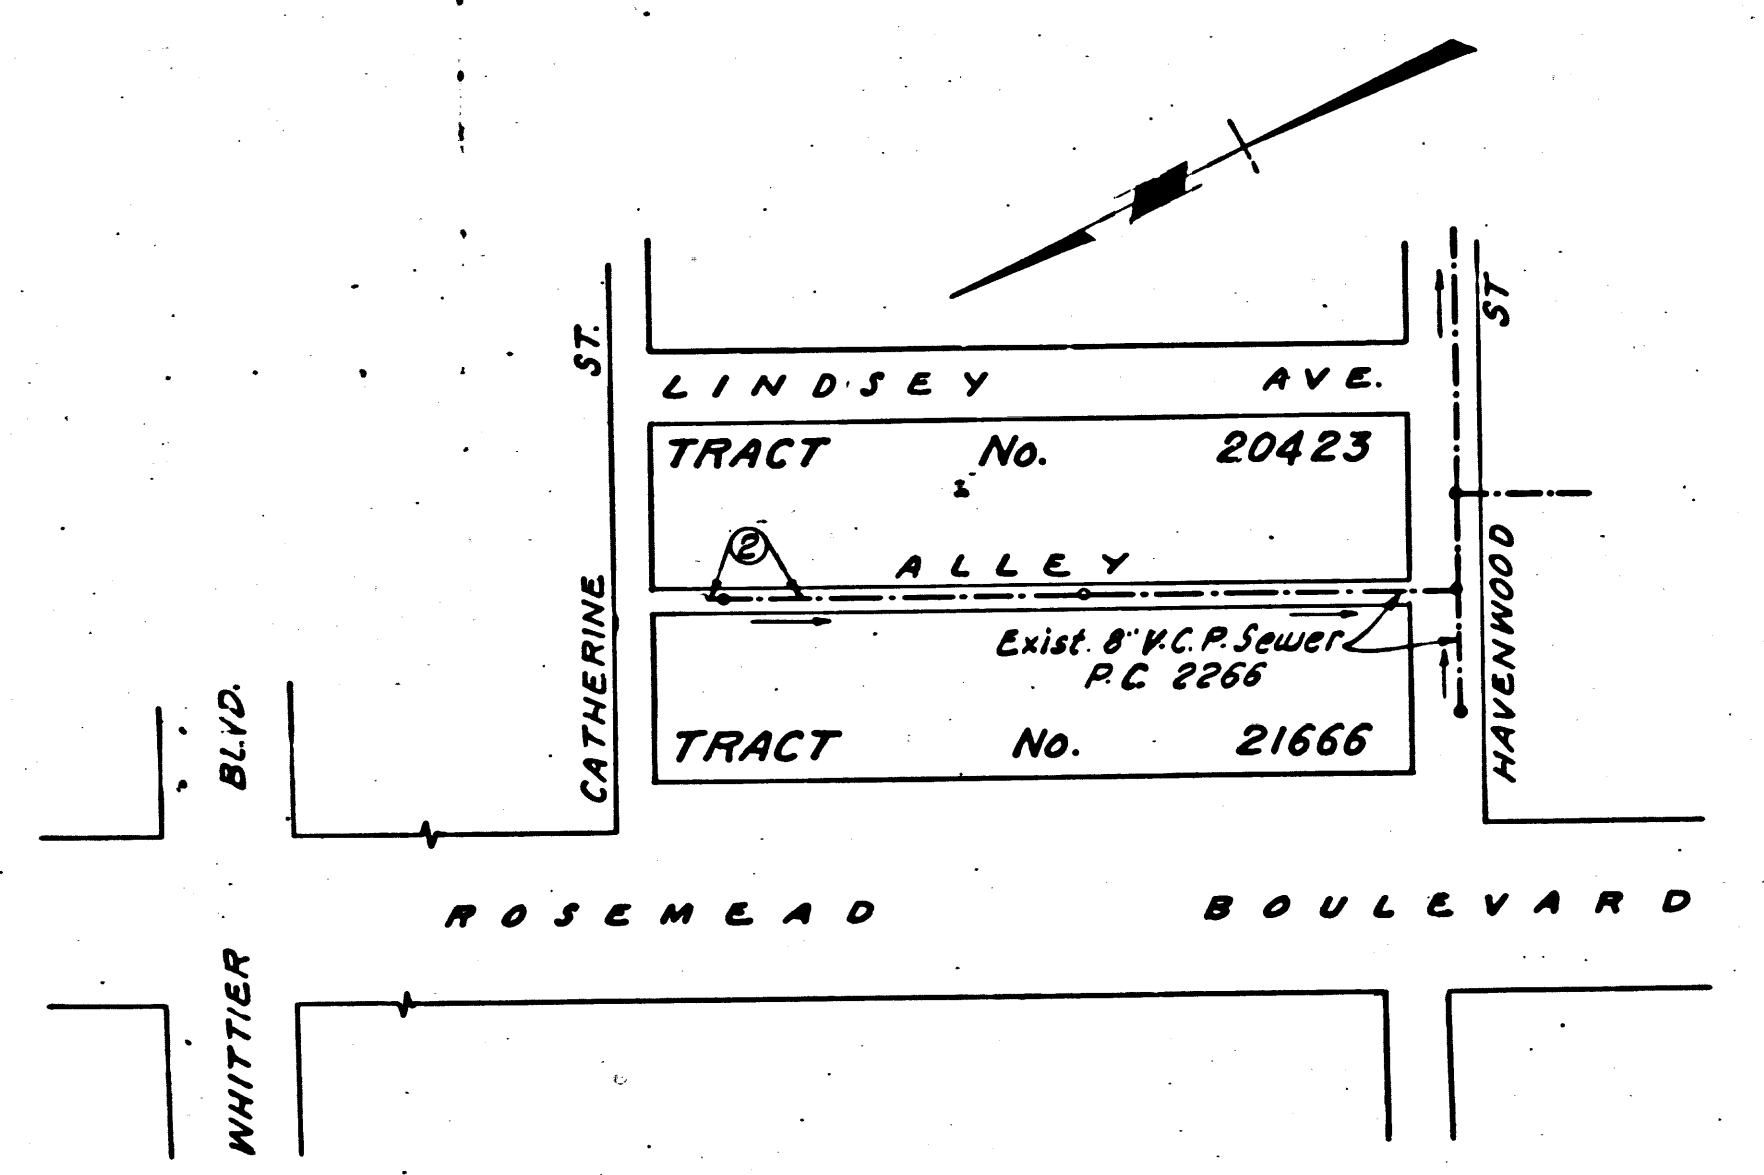 LINDSEY AVE.
TRACT No. 20423
2
ALLEY
Exist. 8" V.C.P. Sewer
P.C. 2266
TRACT No. 21666
CATHERINE ST.
HAVENWOOD ST
WHITTIER BLVD.
ROSEMEAD BOULEVARD